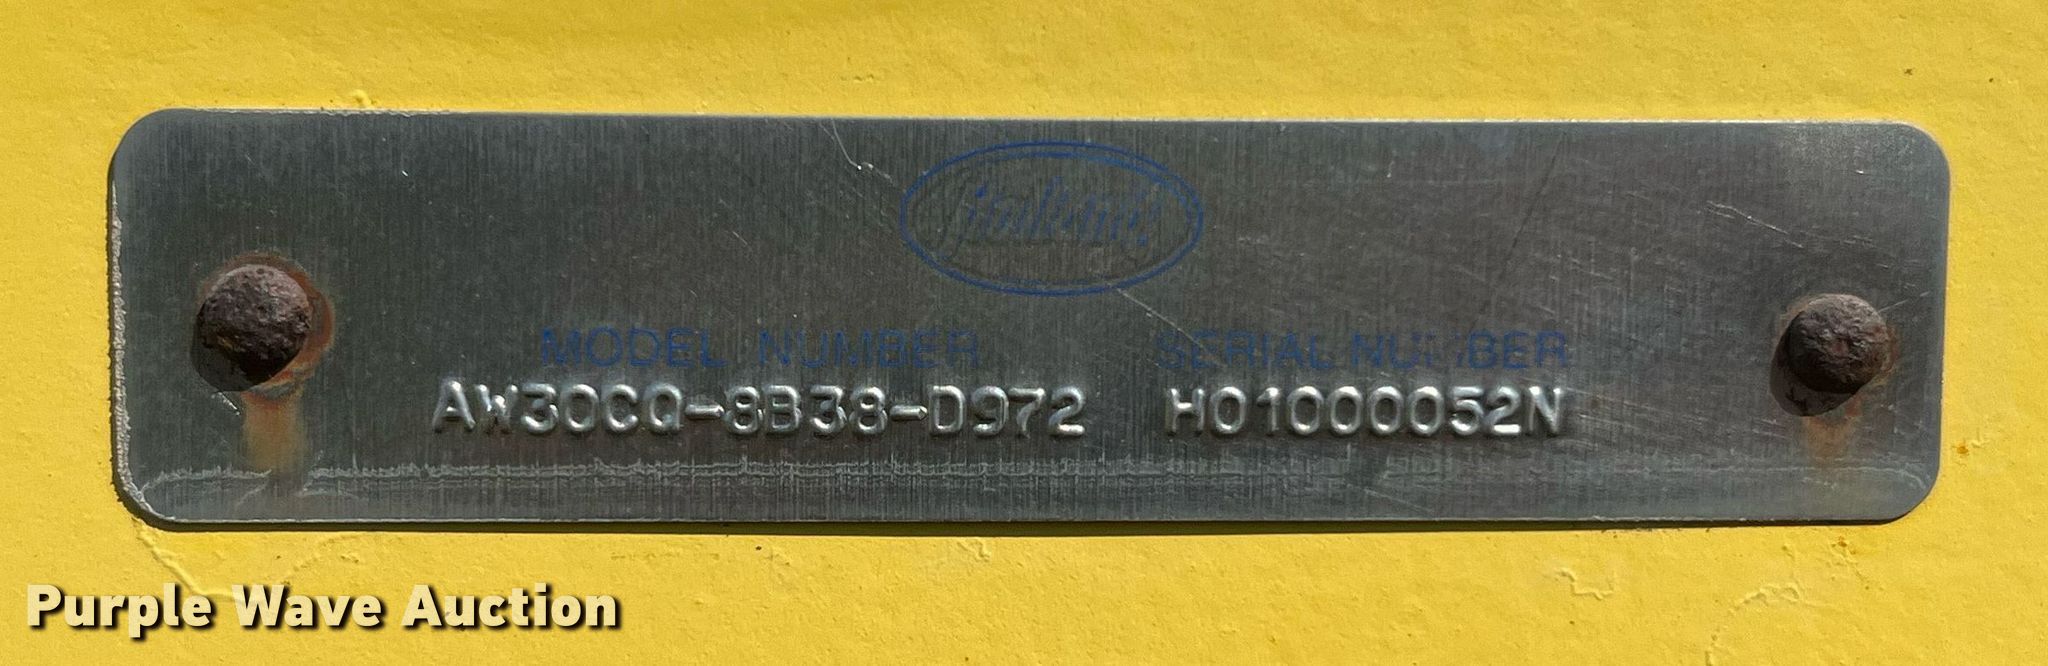 MODEL NUMBER SERIAL NUMBER
AW30CQ-8B38-D972 H01000052N
Purple Wave Auction